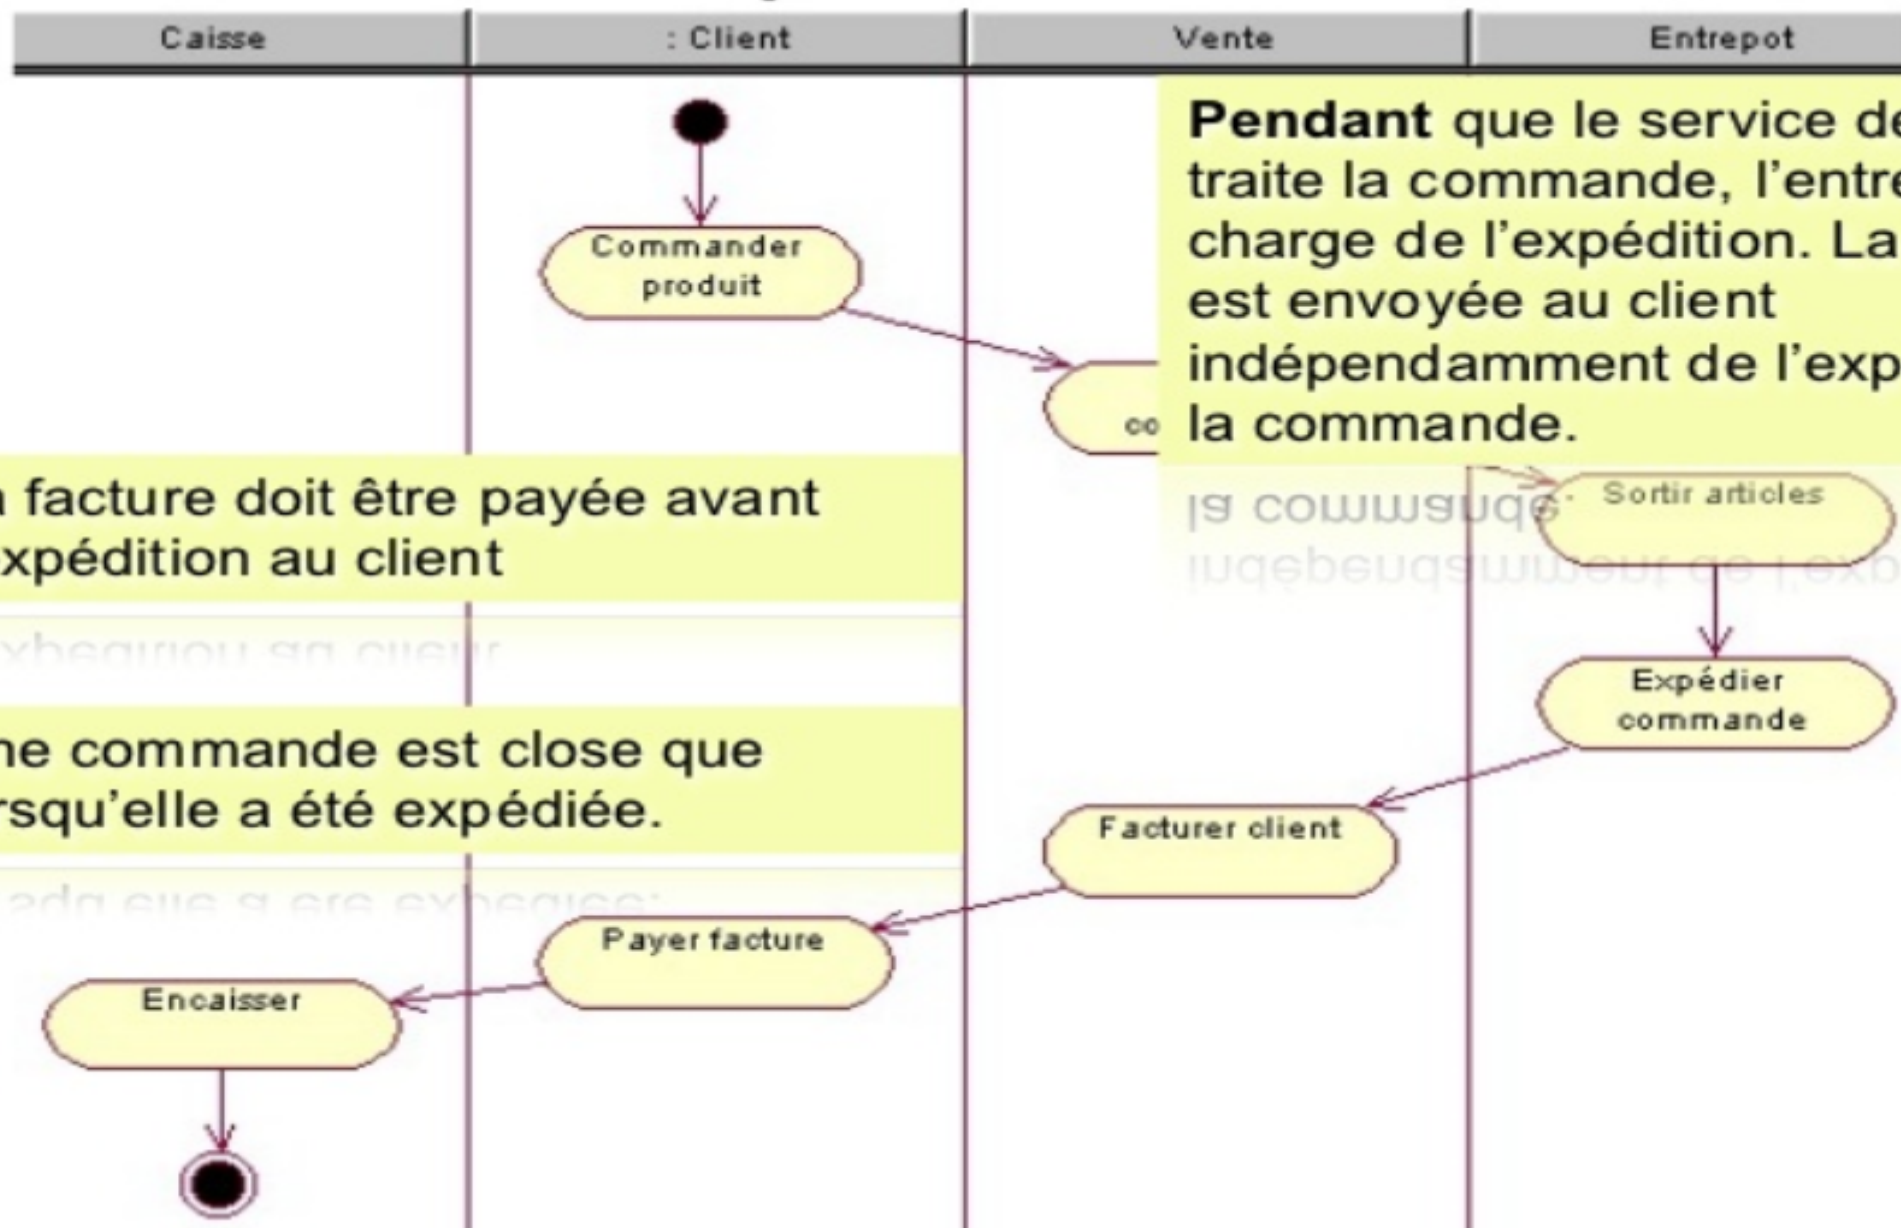 Caisse
: Client
Vente
Entrepot
Pendant que le service de
traite la commande, l'entre
charge de l'expédition. La
est envoyée au client
indépendamment de l'exp
la commande.
Commander
produit
co
facture doit être payée avant
xpédition au client
Sortir articles
Expédier
commande
ne commande est close que
rsqu'elle a été expédiée.
Facturer client
Payer facture
Encaisser